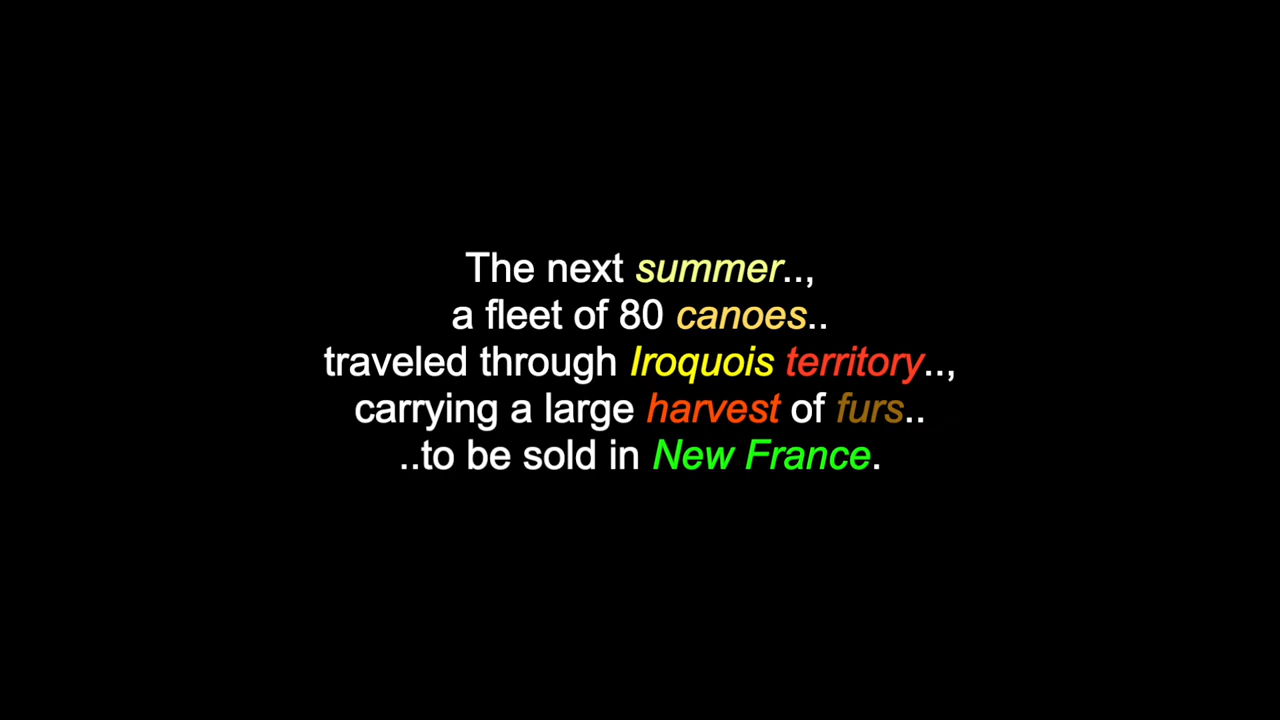 The next summer..,
a fleet of 80 canoes..
traveled through Iroquois territory..,
carrying a large harvest of furs..
..to be sold in New France.